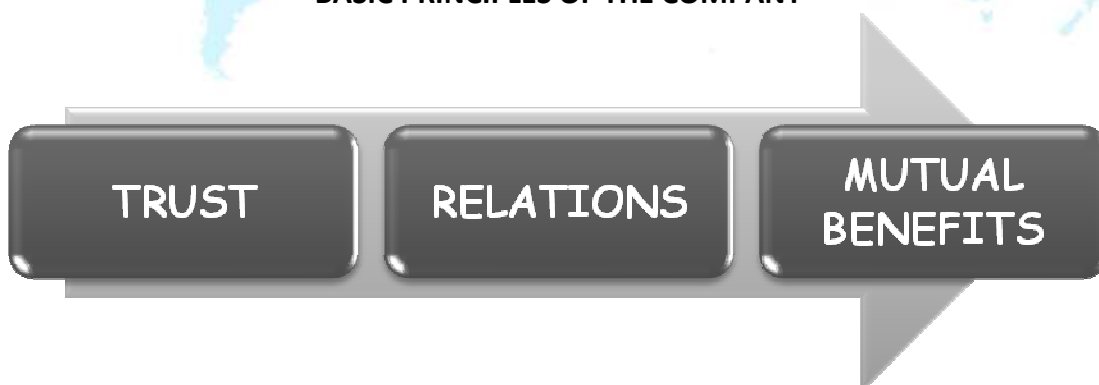 BASIC PRINCIPLES OF THE COMPANY
TRUST
RELATIONS
MUTUAL
BENEFITS